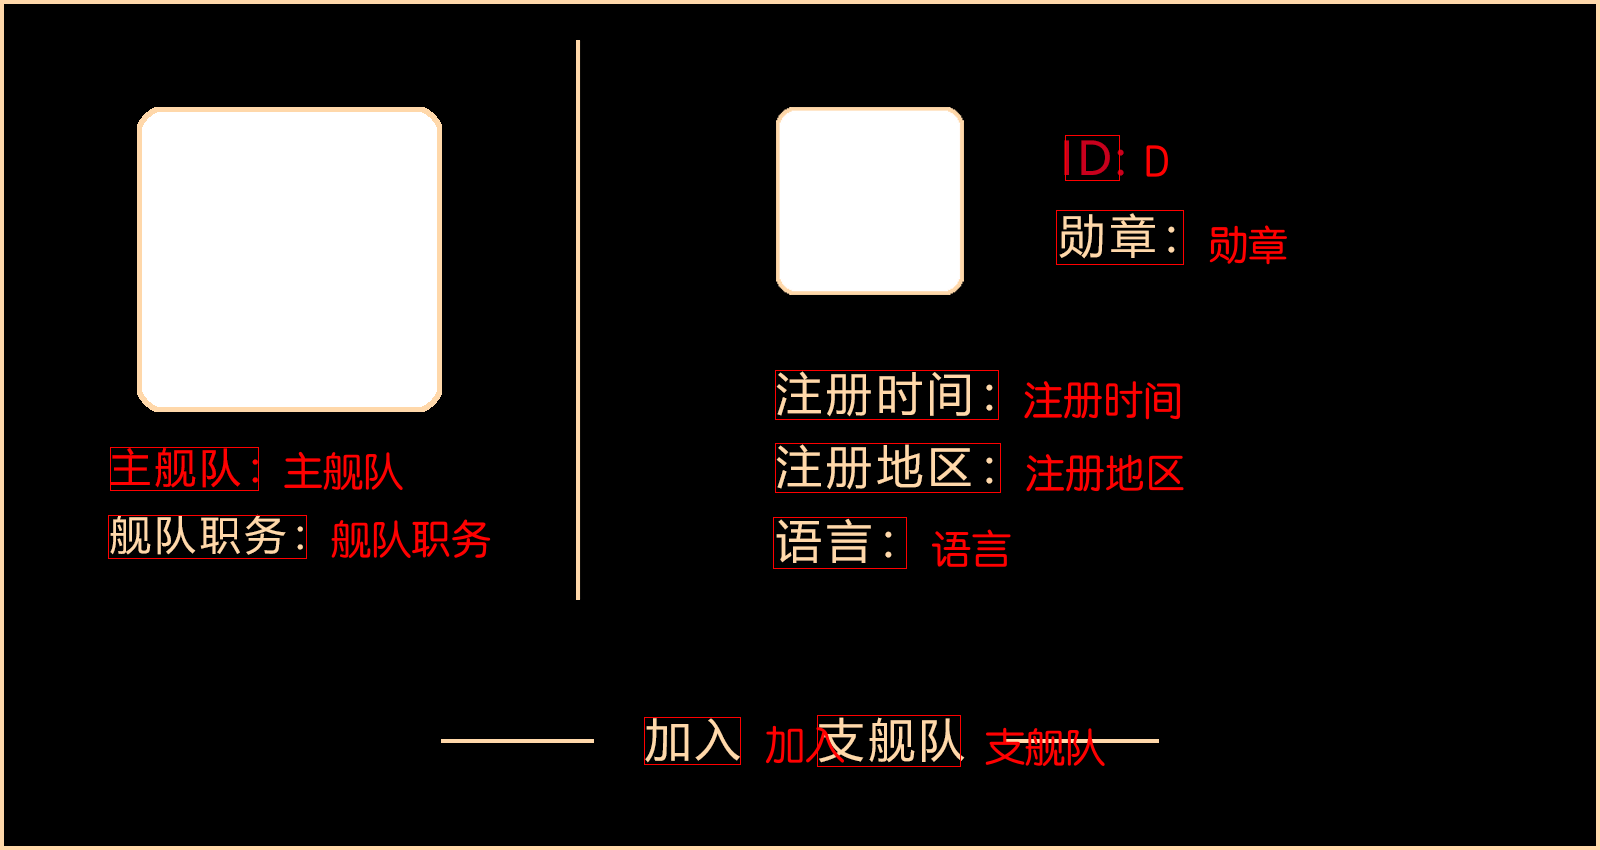 主舰队: 主舰队
舰队职务: 舰队职务
ID: D
勋章: 勋章
注册时间: 注册时间
注册地区: 注册地区
语言: 语言
加入 加入 支舰队 支舰队